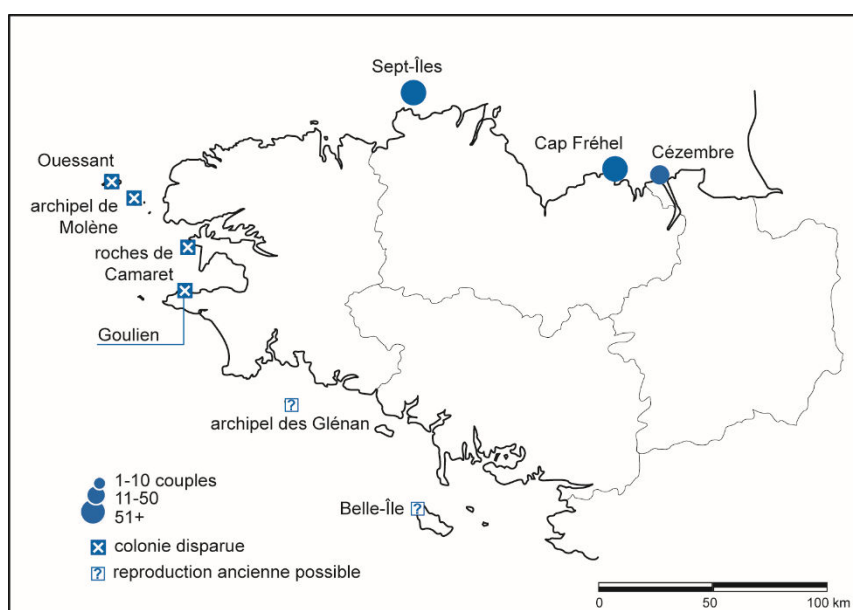 Sept-Îles
Cap Fréhel
Cézembre
Ouessant
archipel de
Molène
roches de
Camaret
Goulien
archipel des Glénan
Belle-Île
1-10 couples
11-50
51+
colonie disparue
? reproduction ancienne possible
?
?
0 50 100 km